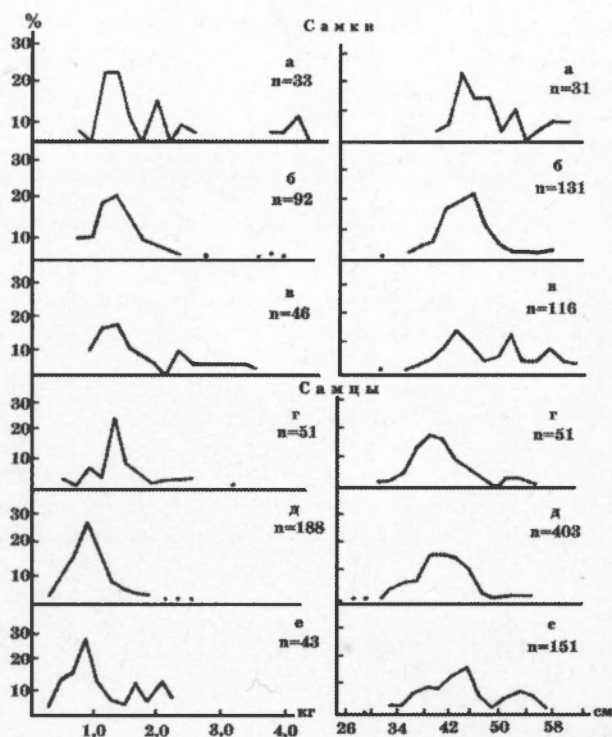 %
Самки
30
20
10
а
n=33
а
n=31
30
20
10
б
n=92
б
n=131
30
20
10
в
n=46
в
n=116
Самцы
30
20
10
г
n=51
г
n=51
30
20
10
д
n=188
д
n=403
30
20
10
е
n=43
е
n=151
1,0 2,0 3,0 4,0 кг
26 34 42 50 58 см